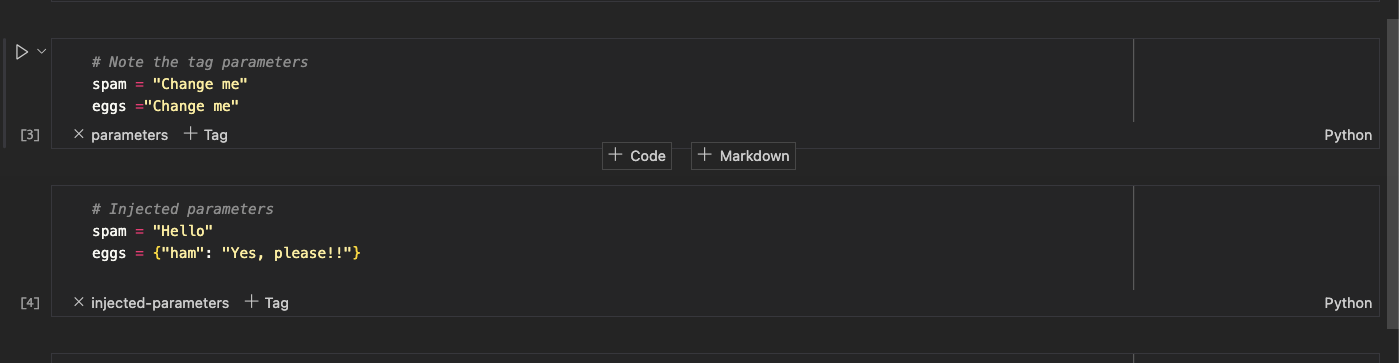 # Note the tag parameters
spam = "Change me"
eggs ="Change me"
[3] × parameters + Tag Python
+ Code + Markdown
# Injected parameters
spam = "Hello"
eggs = {"ham": "Yes, please!!"}
[4] × injected-parameters + Tag Python